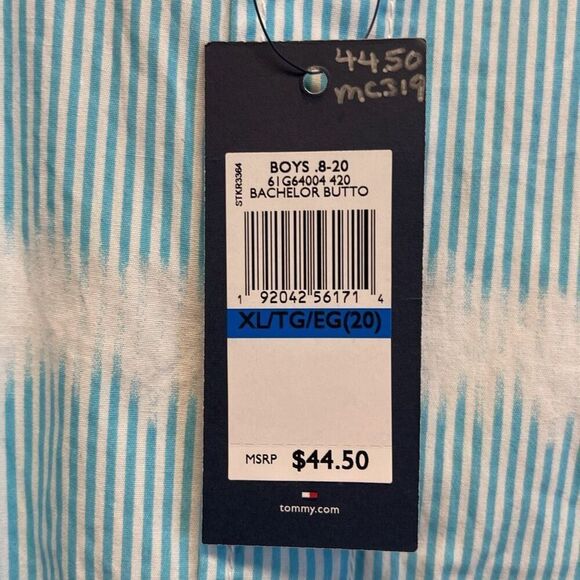 44.50
MC319
STKR3364
BOYS .8-20
61G64004 420
BACHELOR BUTTO
1 92042 56171 4
XL/TG/EG(20)
MSRP $44.50
tommy.com